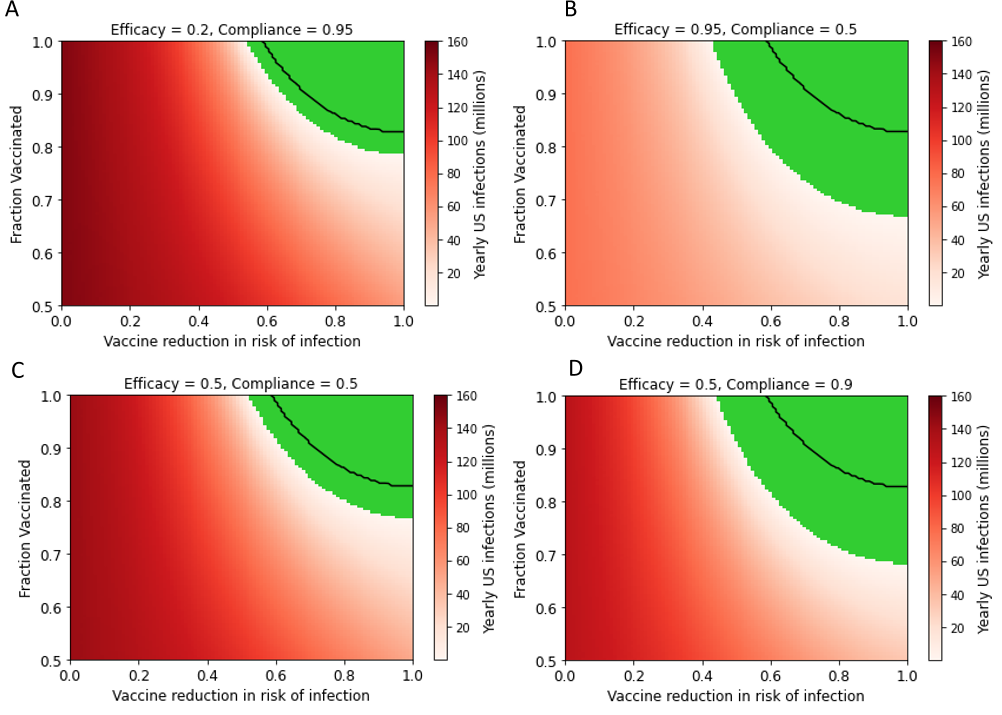 A
Efficacy = 0.2, Compliance = 0.95
Fraction Vaccinated
1.0
0.9
0.8
0.7
0.6
0.5
0.0 0.2 0.4 0.6 0.8 1.0
Vaccine reduction in risk of infection
160
140
120
100
80
60
40
20
Yearly US infections (millions)
B
Efficacy = 0.95, Compliance = 0.5
Fraction Vaccinated
1.0
0.9
0.8
0.7
0.6
0.5
0.0 0.2 0.4 0.6 0.8 1.0
Vaccine reduction in risk of infection
160
140
120
100
80
60
40
20
Yearly US infections (millions)
C
Efficacy = 0.5, Compliance = 0.5
Fraction Vaccinated
1.0
0.9
0.8
0.7
0.6
0.5
0.0 0.2 0.4 0.6 0.8 1.0
Vaccine reduction in risk of infection
160
140
120
100
80
60
40
20
Yearly US infections (millions)
D
Efficacy = 0.5, Compliance = 0.9
Fraction Vaccinated
1.0
0.9
0.8
0.7
0.6
0.5
0.0 0.2 0.4 0.6 0.8 1.0
Vaccine reduction in risk of infection
160
140
120
100
80
60
40
20
Yearly US infections (millions)